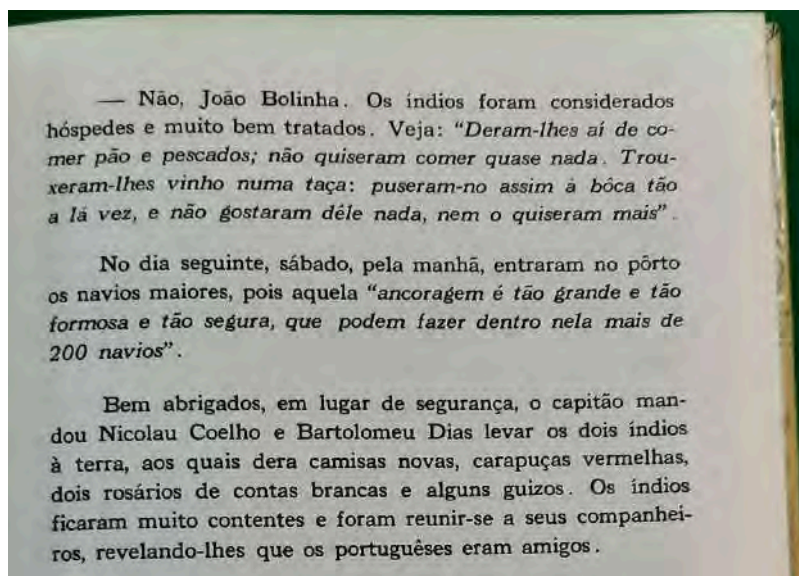 — Não, João Bolinha. Os índios foram considerados
hóspedes e muito bem tratados. Veja: “Deram-lhes aí de co-
mer pão e pescados; não quiseram comer quase nada. Trou-
xeram-lhes vinho numa taça: puseram-no assim à bôca tão
a lá vez, e não gostaram dêle nada, nem o quiseram mais”.
No dia seguinte, sábado, pela manhã, entraram no pôrto
os navios maiores, pois aquela “ancoragem é tão grande e tão
formosa e tão segura, que podem fazer dentro nela mais de
200 navios”.
Bem abrigados, em lugar de segurança, o capitão man-
dou Nicolau Coelho e Bartolomeu Dias levar os dois índios
à terra, aos quais dera camisas novas, carapuças vermelhas,
dois rosários de contas brancas e alguns guizos. Os índios
ficaram muito contentes e foram reunir-se a seus companhei-
ros, revelando-lhes que os portuguêses eram amigos.